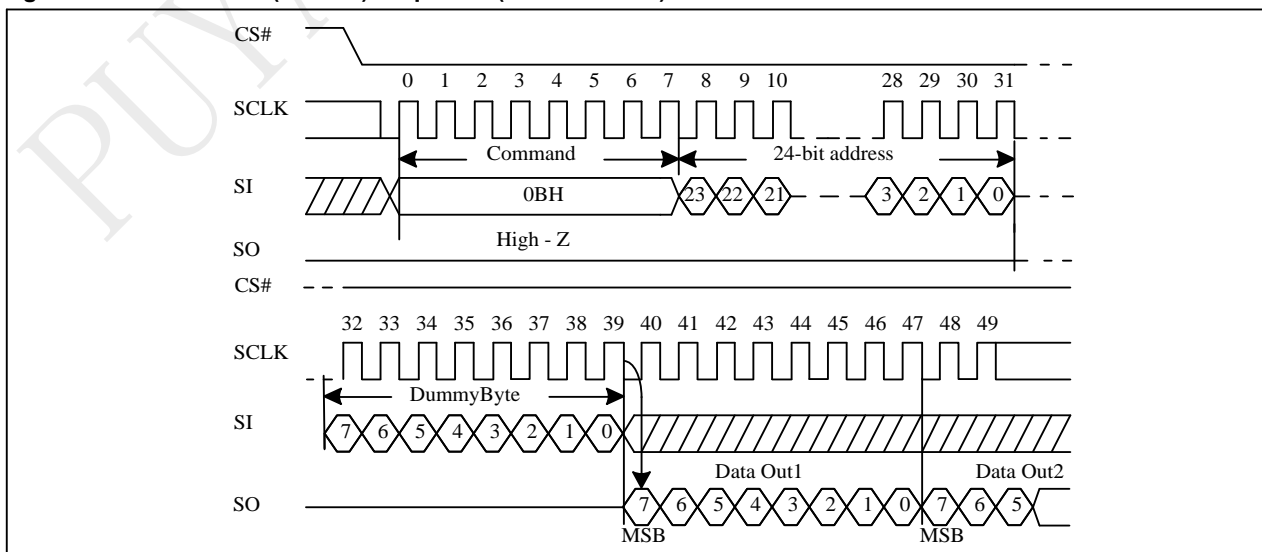 PUY
CS#
0 1 2 3 4 5 6 7 8 9 10 28 29 30 31
SCLK
Command 24-bit address
SI 0BH 23 22 21 3 2 1 0
High - Z
SO
CS#
32 33 34 35 36 37 38 39 40 41 42 43 44 45 46 47 48 49
SCLK
DummyByte
SI 7 6 5 4 3 2 1 0
Data Out1 Data Out2
SO 7 6 5 4 3 2 1 0 7 6 5
MSB MSB